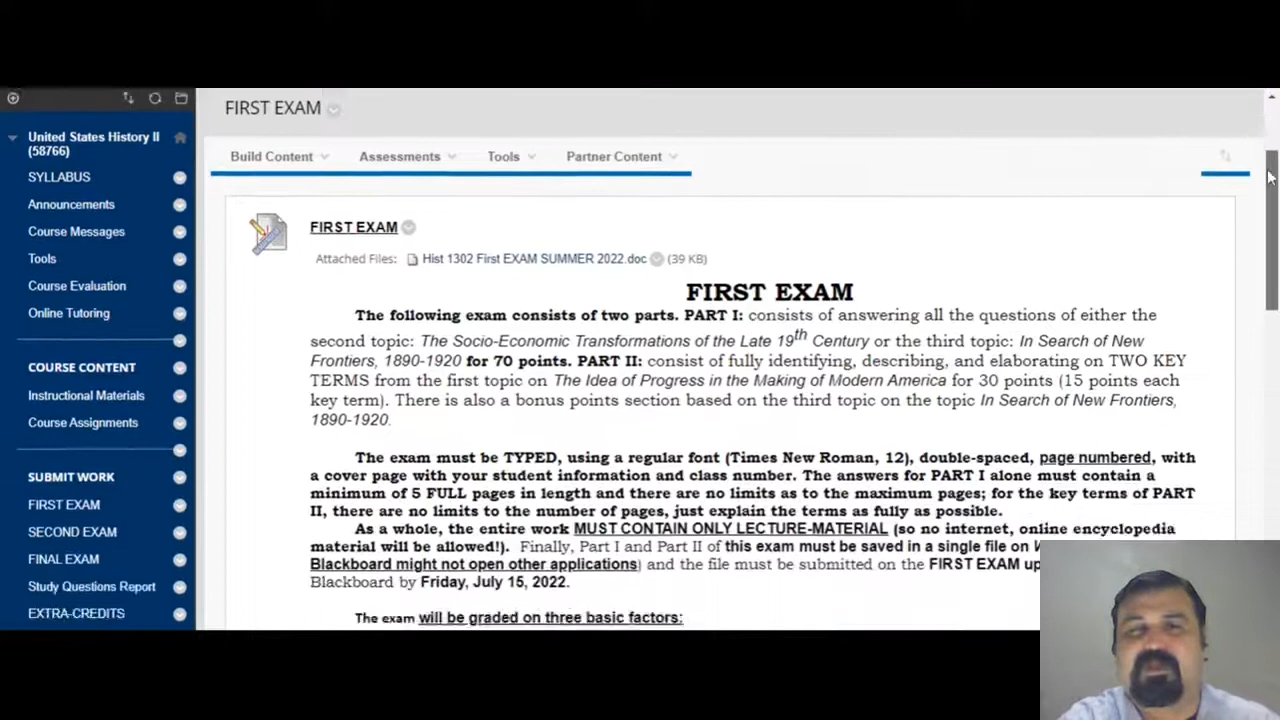 FIRST EXAM
United States History II
(58766)
SYLLABUS
Announcements
Course Messages
Tools
Course Evaluation
Online Tutoring
COURSE CONTENT
Instructional Materials
Course Assignments
SUBMIT WORK
FIRST EXAM
SECOND EXAM
FINAL EXAM
Study Questions Report
EXTRA-CREDITS
Build Content Assessments Tools Partner Content
FIRST EXAM
Attached Files: Hist 1302 First EXAM SUMMER 2022.doc (39 KB)
FIRST EXAM
The following exam consists of two parts. PART I: consists of answering all the questions of either the
second topic: The Socio-Economic Transformations of the Late 19th Century or the third topic: In Search of New
Frontiers, 1890-1920 for 70 points. PART II: consist of fully identifying, describing, and elaborating on TWO KEY
TERMS from the first topic on The Idea of Progress in the Making of Modern America for 30 points (15 points each
key term). There is also a bonus points section based on the third topic on the topic In Search of New Frontiers,
1890-1920.
The exam must be TYPED, using a regular font (Times New Roman, 12), double-spaced, page numbered, with
a cover page with your student information and class number. The answers for PART I alone must contain a
minimum of 5 FULL pages in length and there are no limits as to the maximum pages; for the key terms of PART
II, there are no limits to the number of pages, just explain the terms as fully as possible.
As a whole, the entire work MUST CONTAIN ONLY LECTURE-MATERIAL (so no internet, online encyclopedia
material will be allowed!). Finally, Part I and Part II of this exam must be saved in a single file on
Blackboard might not open other applications) and the file must be submitted on the FIRST EXAM
Blackboard by Friday, July 15, 2022.
The exam will be graded on three basic factors: